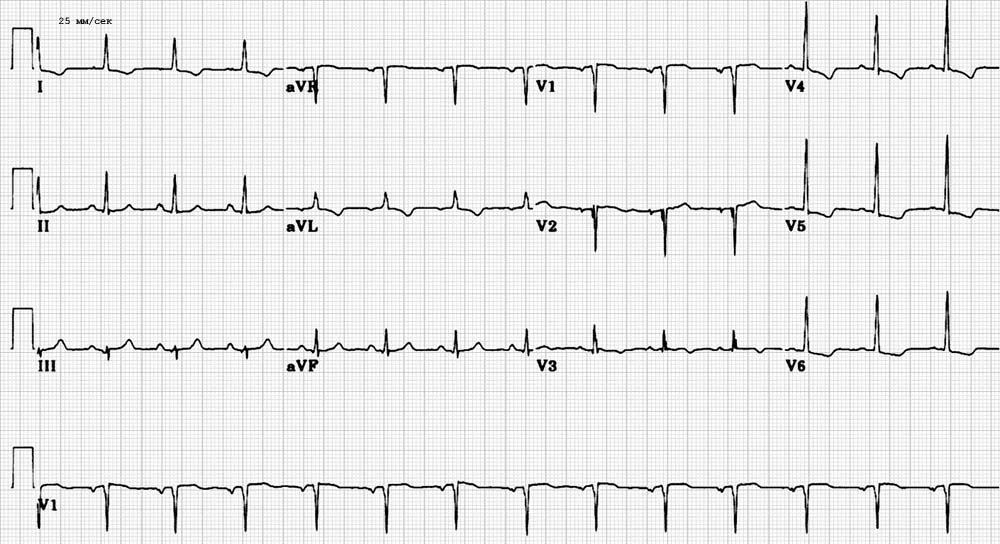 25 мм/сек
I aVR V1 V4
II aVL V2 V5
III aVF V3 V6
V1